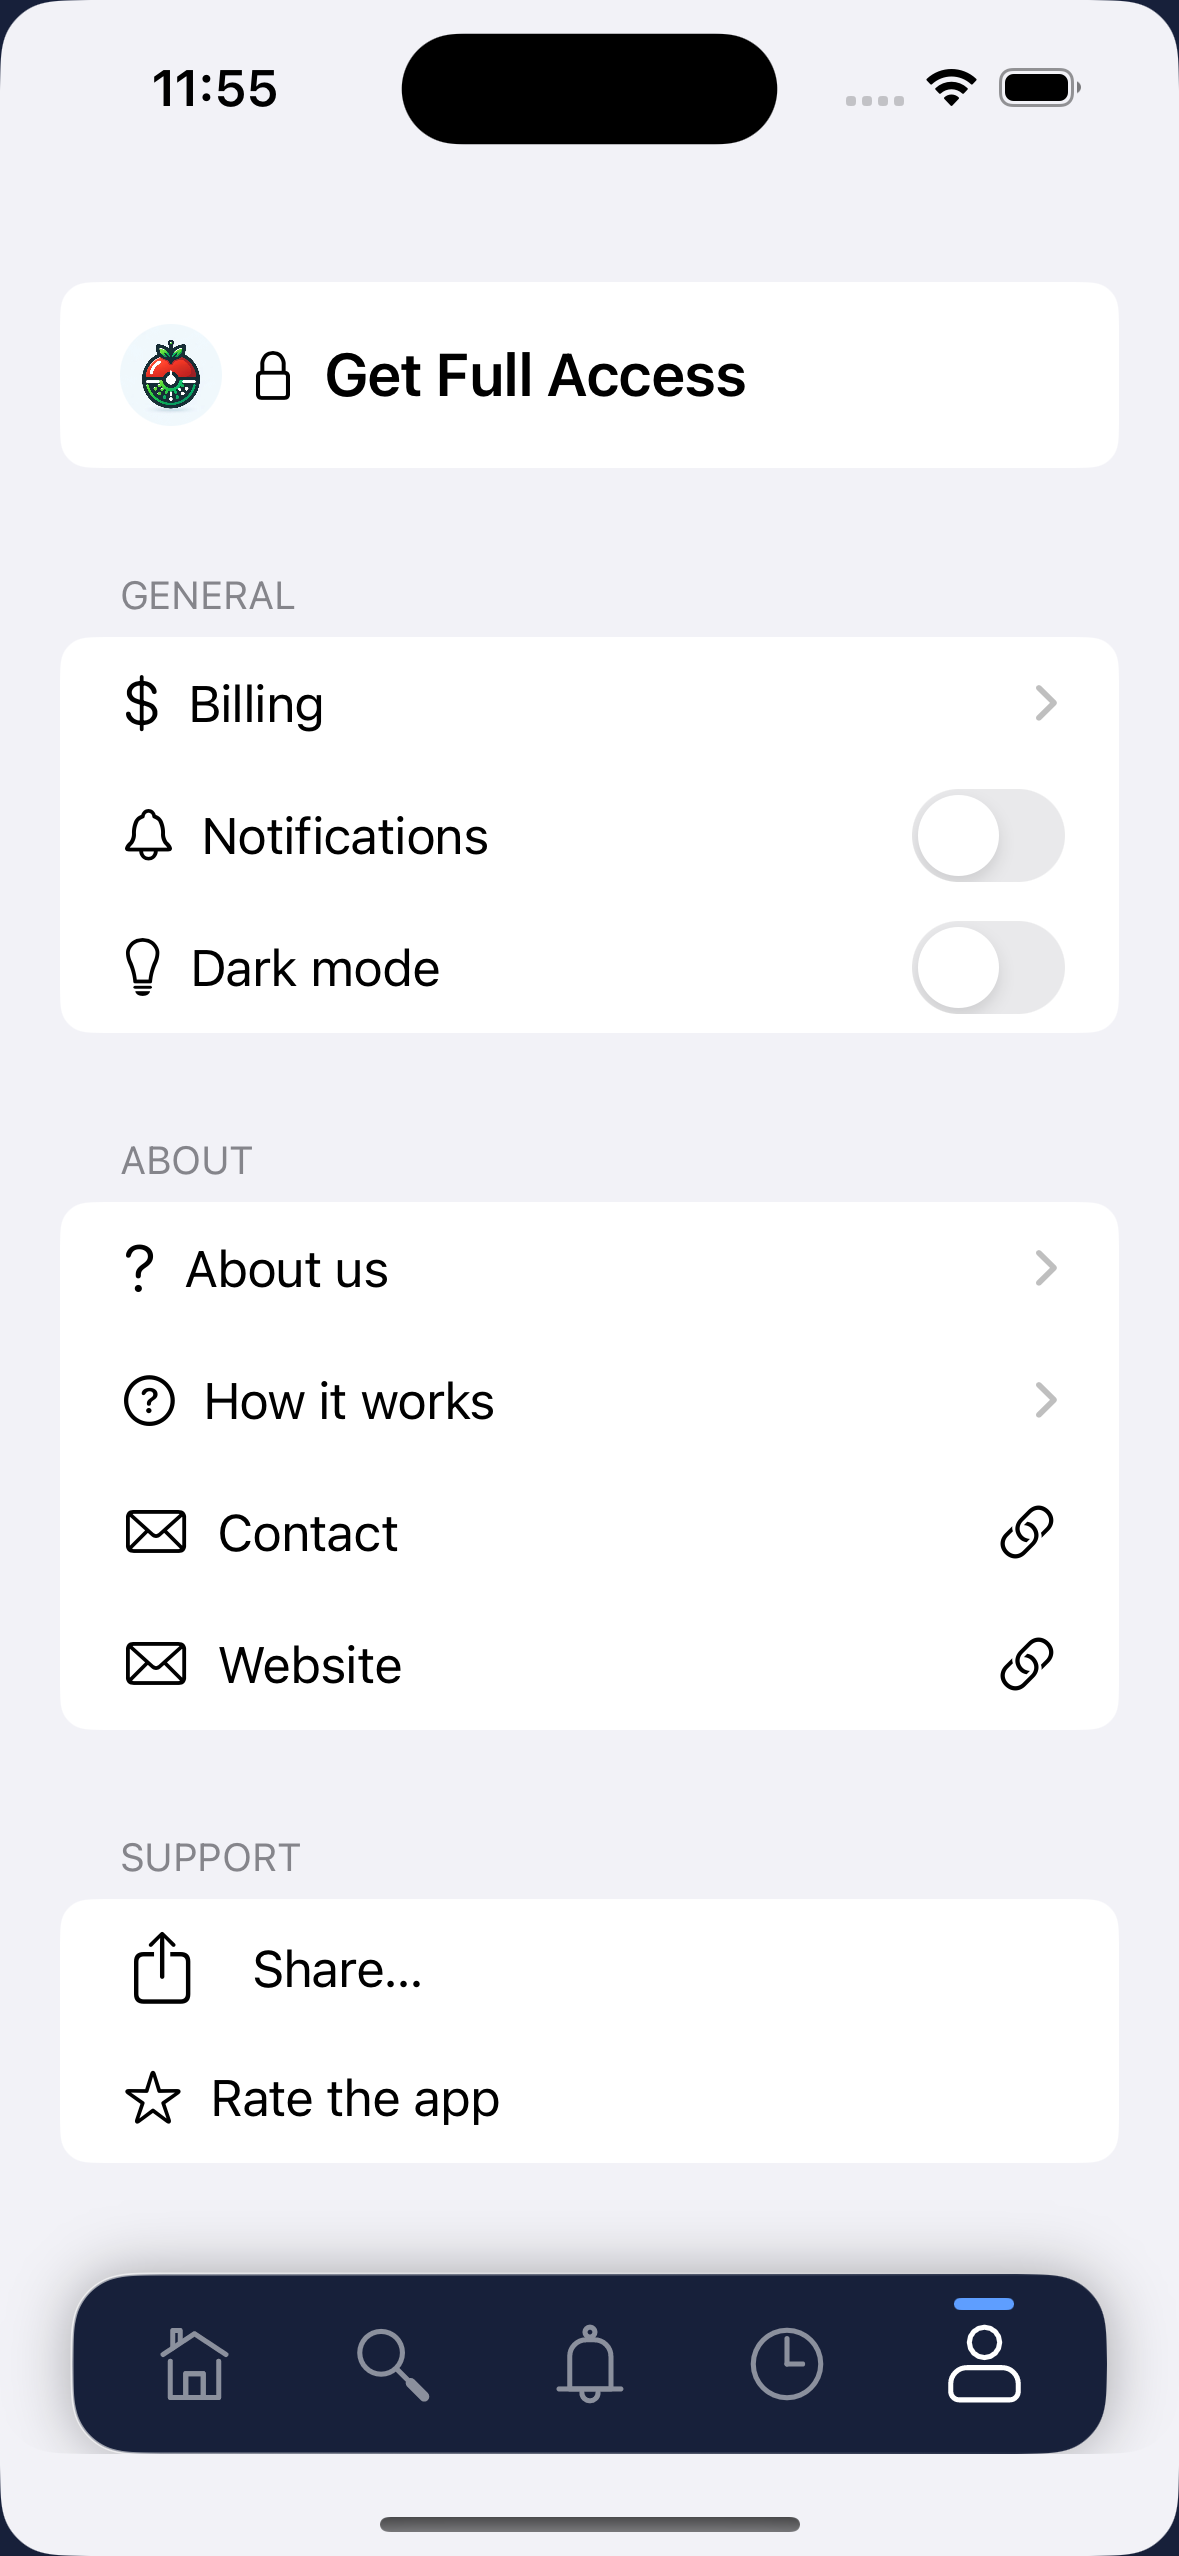 11:55
Get Full Access
GENERAL
Billing
Notifications
Dark mode
ABOUT
About us
How it works
Contact
Website
SUPPORT
Share...
Rate the app